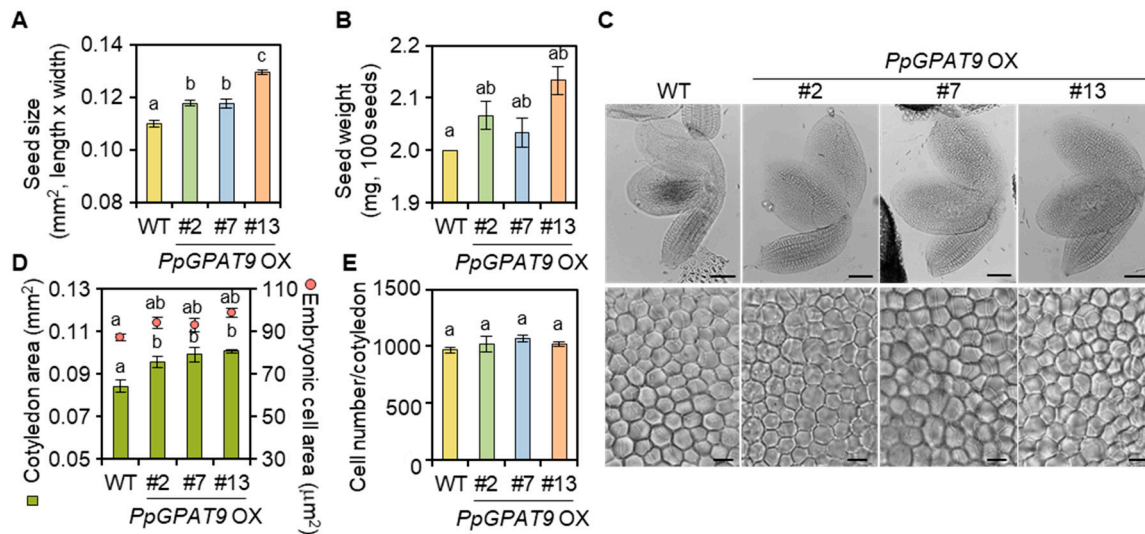 A
Seed size
(mm², length x width)
0.14
0.12
0.10
0.08
a
b
b
c
WT #2 #7 #13
PpGPAT9 OX
B
Seed weight
(mg, 100 seeds)
2.2
2.1
2.0
1.9
a
ab
ab
ab
WT #2 #7 #13
PpGPAT9 OX
C
PpGPAT9 OX
WT #2 #7 #13
D
Cotyledon area (mm²)
0.13
0.11
0.09
0.07
0.05
a
ab
ab
ab
a
b
b
b
110
90
70
50
30
Embryonic cell area (μm²)
WT #2 #7 #13
PpGPAT9 OX
E
Cell number/cotyledon
1500
1000
500
0
a
a
a
a
WT #2 #7 #13
PpGPAT9 OX